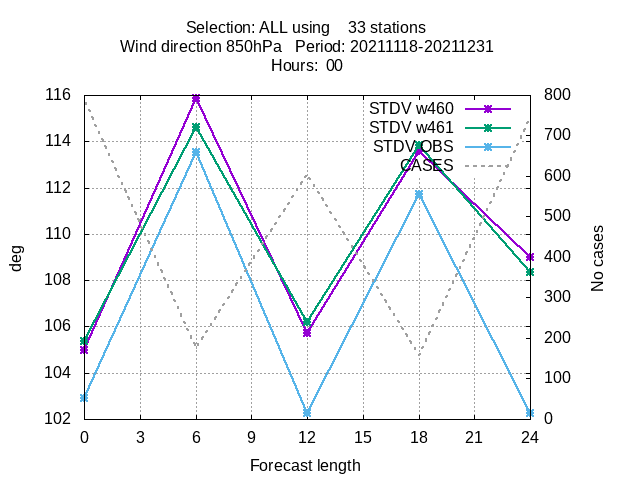 Selection: ALL using 33 stations
Wind direction 850hPa Period: 20211118-20211231
Hours: 00
116
114
112
110
108
106
104
102
800
700
600
500
400
300
200
100
0
STDV w460
STDV w461
STDV OBS
CASES
deg
No cases
0 3 6 9 12 15 18 21 24
Forecast length